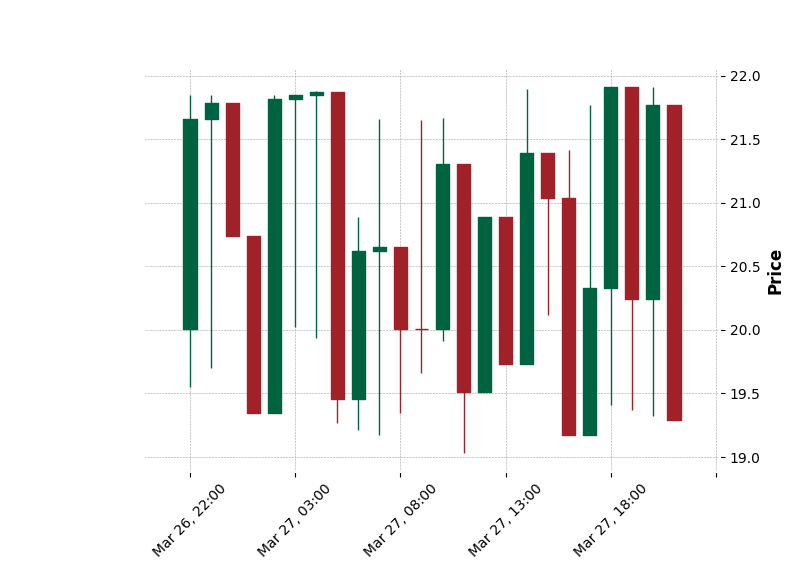 22.0
21.5
21.0
20.5
20.0
19.5
19.0
Price
Mar 26, 22:00
Mar 27, 03:00
Mar 27, 08:00
Mar 27, 13:00
Mar 27, 18:00